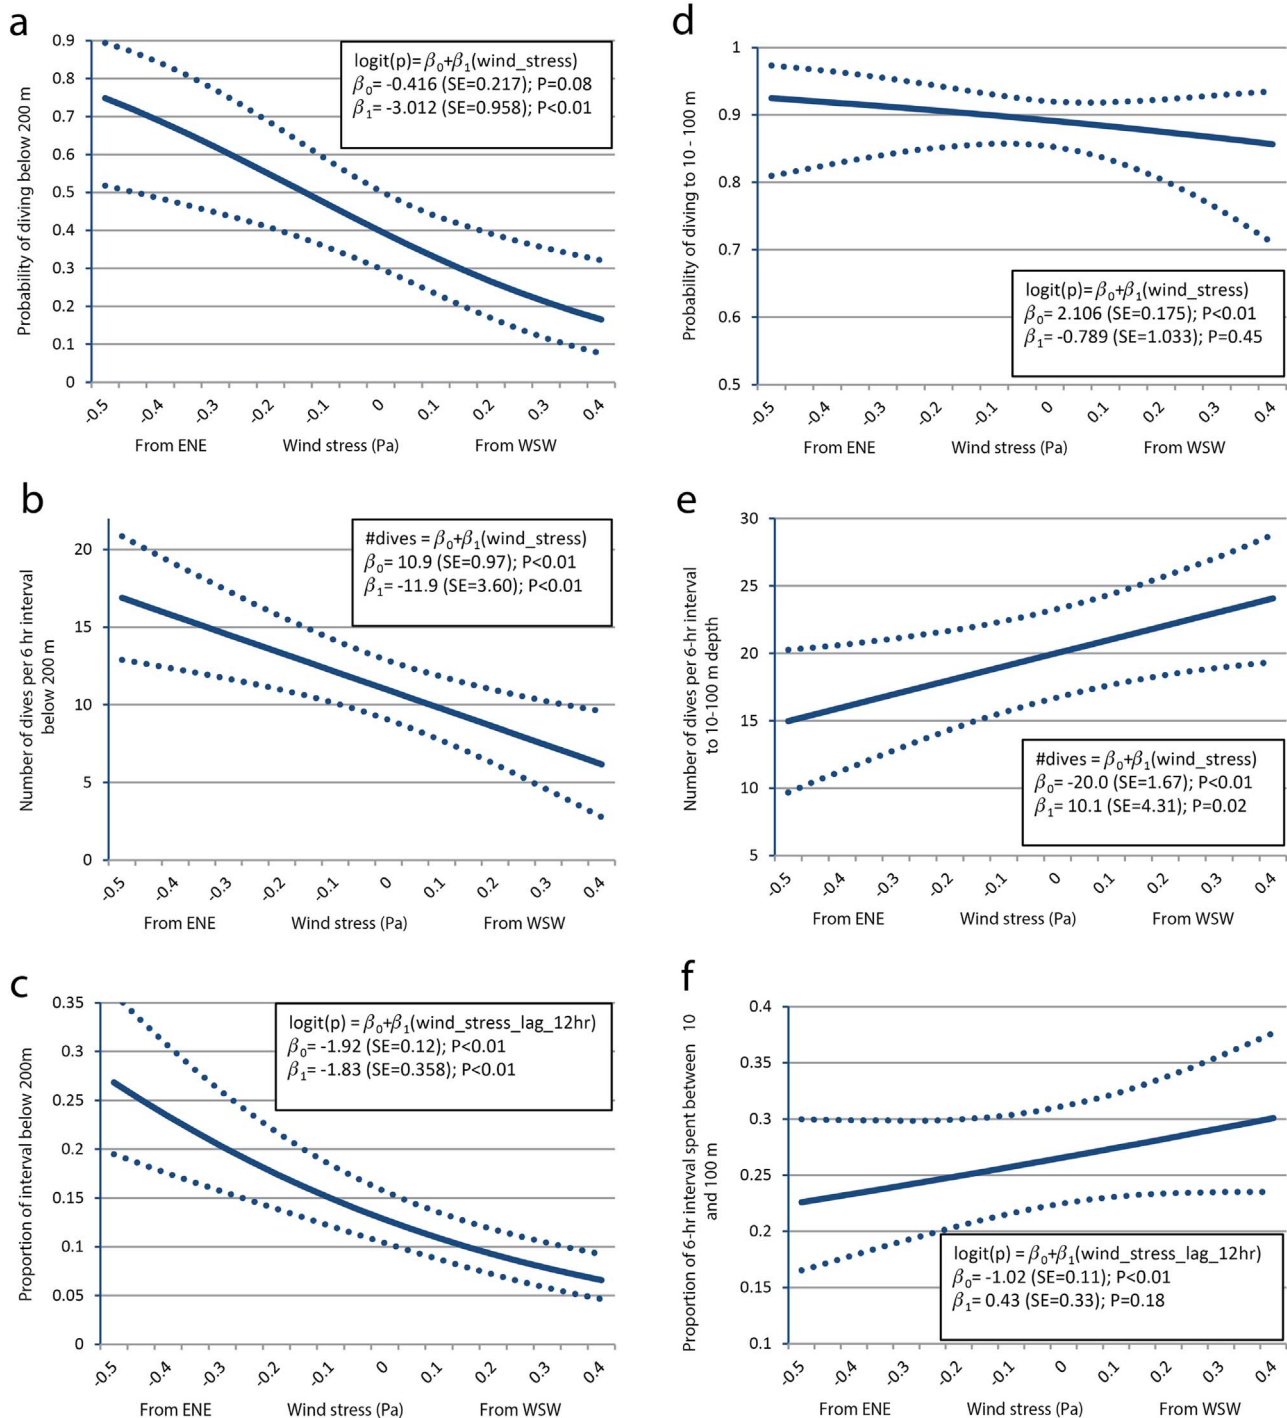 a
0.9
0.8
0.7
0.6
0.5
0.4
0.3
0.2
0.1
0
Probability of diving below 200 m
logit(p)= β0+β1(wind_stress)
β0= -0.416 (SE=0.217); P=0.08
β1= -3.012 (SE=0.958); P<0.01
-0.5 -0.4 -0.3 -0.2 -0.1 0 0.1 0.2 0.3 0.4
From ENE Wind stress (Pa) From WSW
b
20
15
10
5
0
Number of dives per 6 hr interval
below 200 m
#dives = β0+β1(wind_stress)
β0= 10.9 (SE=0.97); P<0.01
β1= -11.9 (SE=3.60); P<0.01
-0.5 -0.4 -0.3 -0.2 -0.1 0 0.1 0.2 0.3 0.4
From ENE Wind stress (Pa) From WSW
c
0.35
0.3
0.25
0.2
0.15
0.1
0.05
0
Proportion of interval below 200m
logit(p) = β0+β1(wind_stress_lag_12hr)
β0= -1.92 (SE=0.12); P<0.01
β1= -1.83 (SE=0.358); P<0.01
-0.5 -0.4 -0.3 -0.2 -0.1 0 0.1 0.2 0.3 0.4
From ENE Wind stress (Pa) From WSW
d
1
0.9
0.8
0.7
0.6
0.5
Probability of diving to 10 - 100 m
logit(p)= β0+β1(wind_stress)
β0= 2.106 (SE=0.175); P<0.01
β1= -0.789 (SE=1.033); P=0.45
-0.5 -0.4 -0.3 -0.2 -0.1 0 0.1 0.2 0.3 0.4
From ENE Wind stress (Pa) From WSW
e
30
25
20
15
10
5
Number of dives per 6-hr interval
to 10-100 m depth
#dives = β0+β1(wind_stress)
β0= -20.0 (SE=1.67); P<0.01
β1= 10.1 (SE=4.31); P=0.02
-0.5 -0.4 -0.3 -0.2 -0.1 0 0.1 0.2 0.3 0.4
From ENE Wind stress (Pa) From WSW
f
0.4
0.35
0.3
0.25
0.2
0.15
0.1
Proportion of 6-hr interval spent between 10
and 100 m
logit(p) = β0+β1(wind_stress_lag_12hr)
β0= -1.02 (SE=0.11); P<0.01
β1= 0.43 (SE=0.33); P=0.18
-0.5 -0.4 -0.3 -0.2 -0.1 0 0.1 0.2 0.3 0.4
From ENE Wind stress (Pa) From WSW